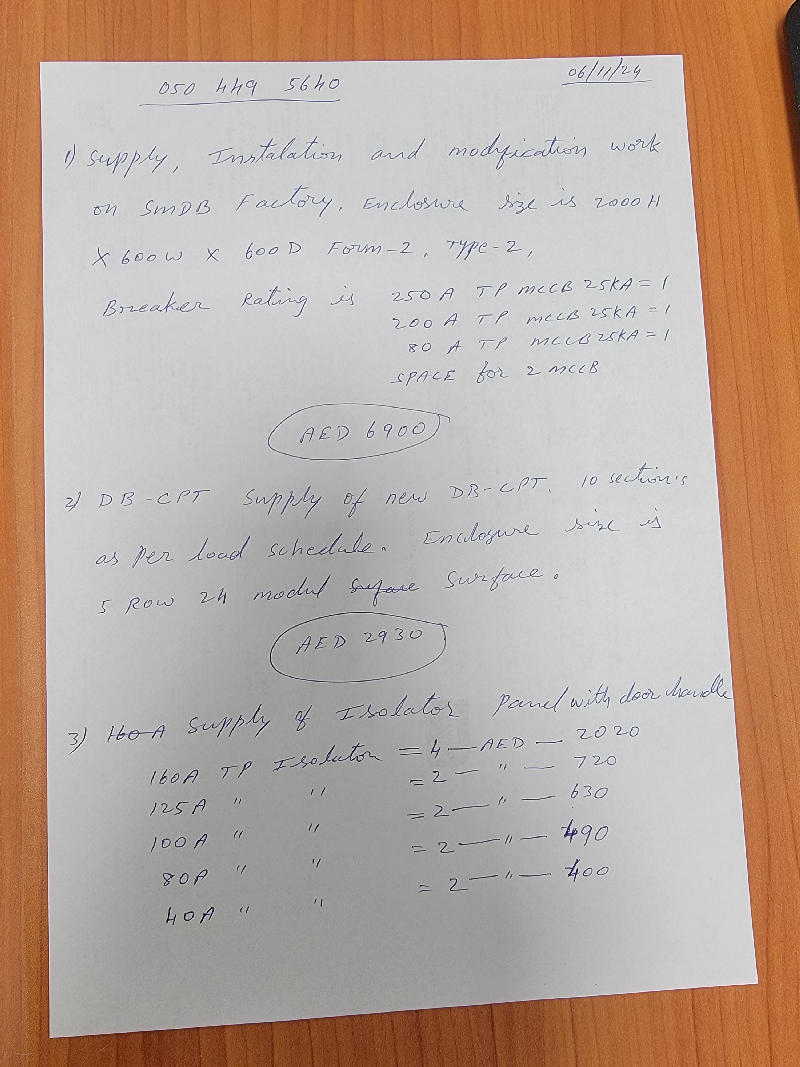 050 449 5640
06/11/24
1) Supply, Instalation and modification work
on SMDB Factory. Enclosure size is 2000H
X 600W X 600D Form-2, Type-2,
Breaker Rating is 250 A TP MCCB 25KA = 1
200 A TP MCCB 25KA = 1
80 A TP MCCB 25KA = 1
SPACE for 2 MCCB
AED 6900
2) DB-CPT Supply of new DB-CPT. 10 section's
as per load schedule. Enclosure size is
5 Row 24 modul Surface.
AED 2930
3) 160A Supply of Isolator Panel with door handle
160A TP Isolator = 4 — AED — 2020
125A " " = 2 — " — 720
100A " " = 2 — " — 630
80A " " = 2 — " — 490
40A " " = 2 — " — 400